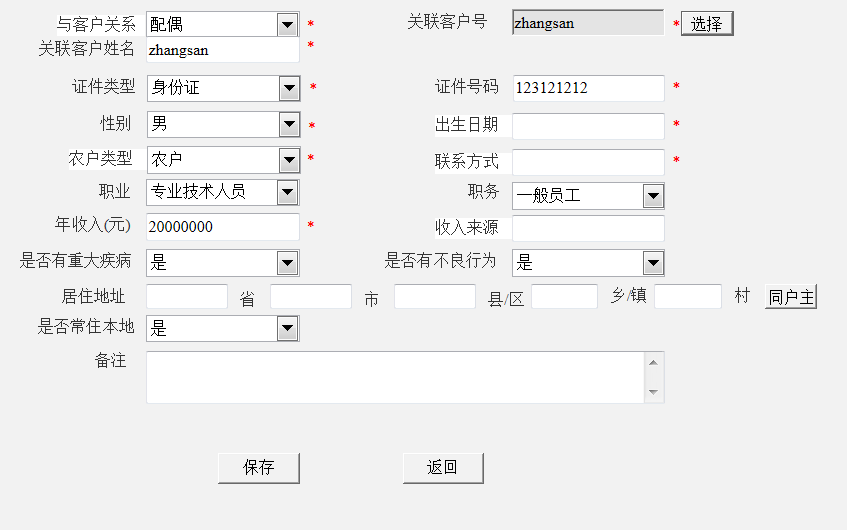 与客户关系 配偶 * 关联客户号 zhangsan * 选择
关联客户姓名 zhangsan *
证件类型 身份证 * 证件号码 123121212 *
性别 男 * 出生日期 *
农户类型 农户 * 联系方式 *
职业 专业技术人员 职务 一般员工
年收入(元) 20000000 * 收入来源
是否有重大疾病 是 是否有不良行为 是
居住地址 省 市 县/区 乡/镇 村 同户主
是否常住本地 是
备注
保存 返回